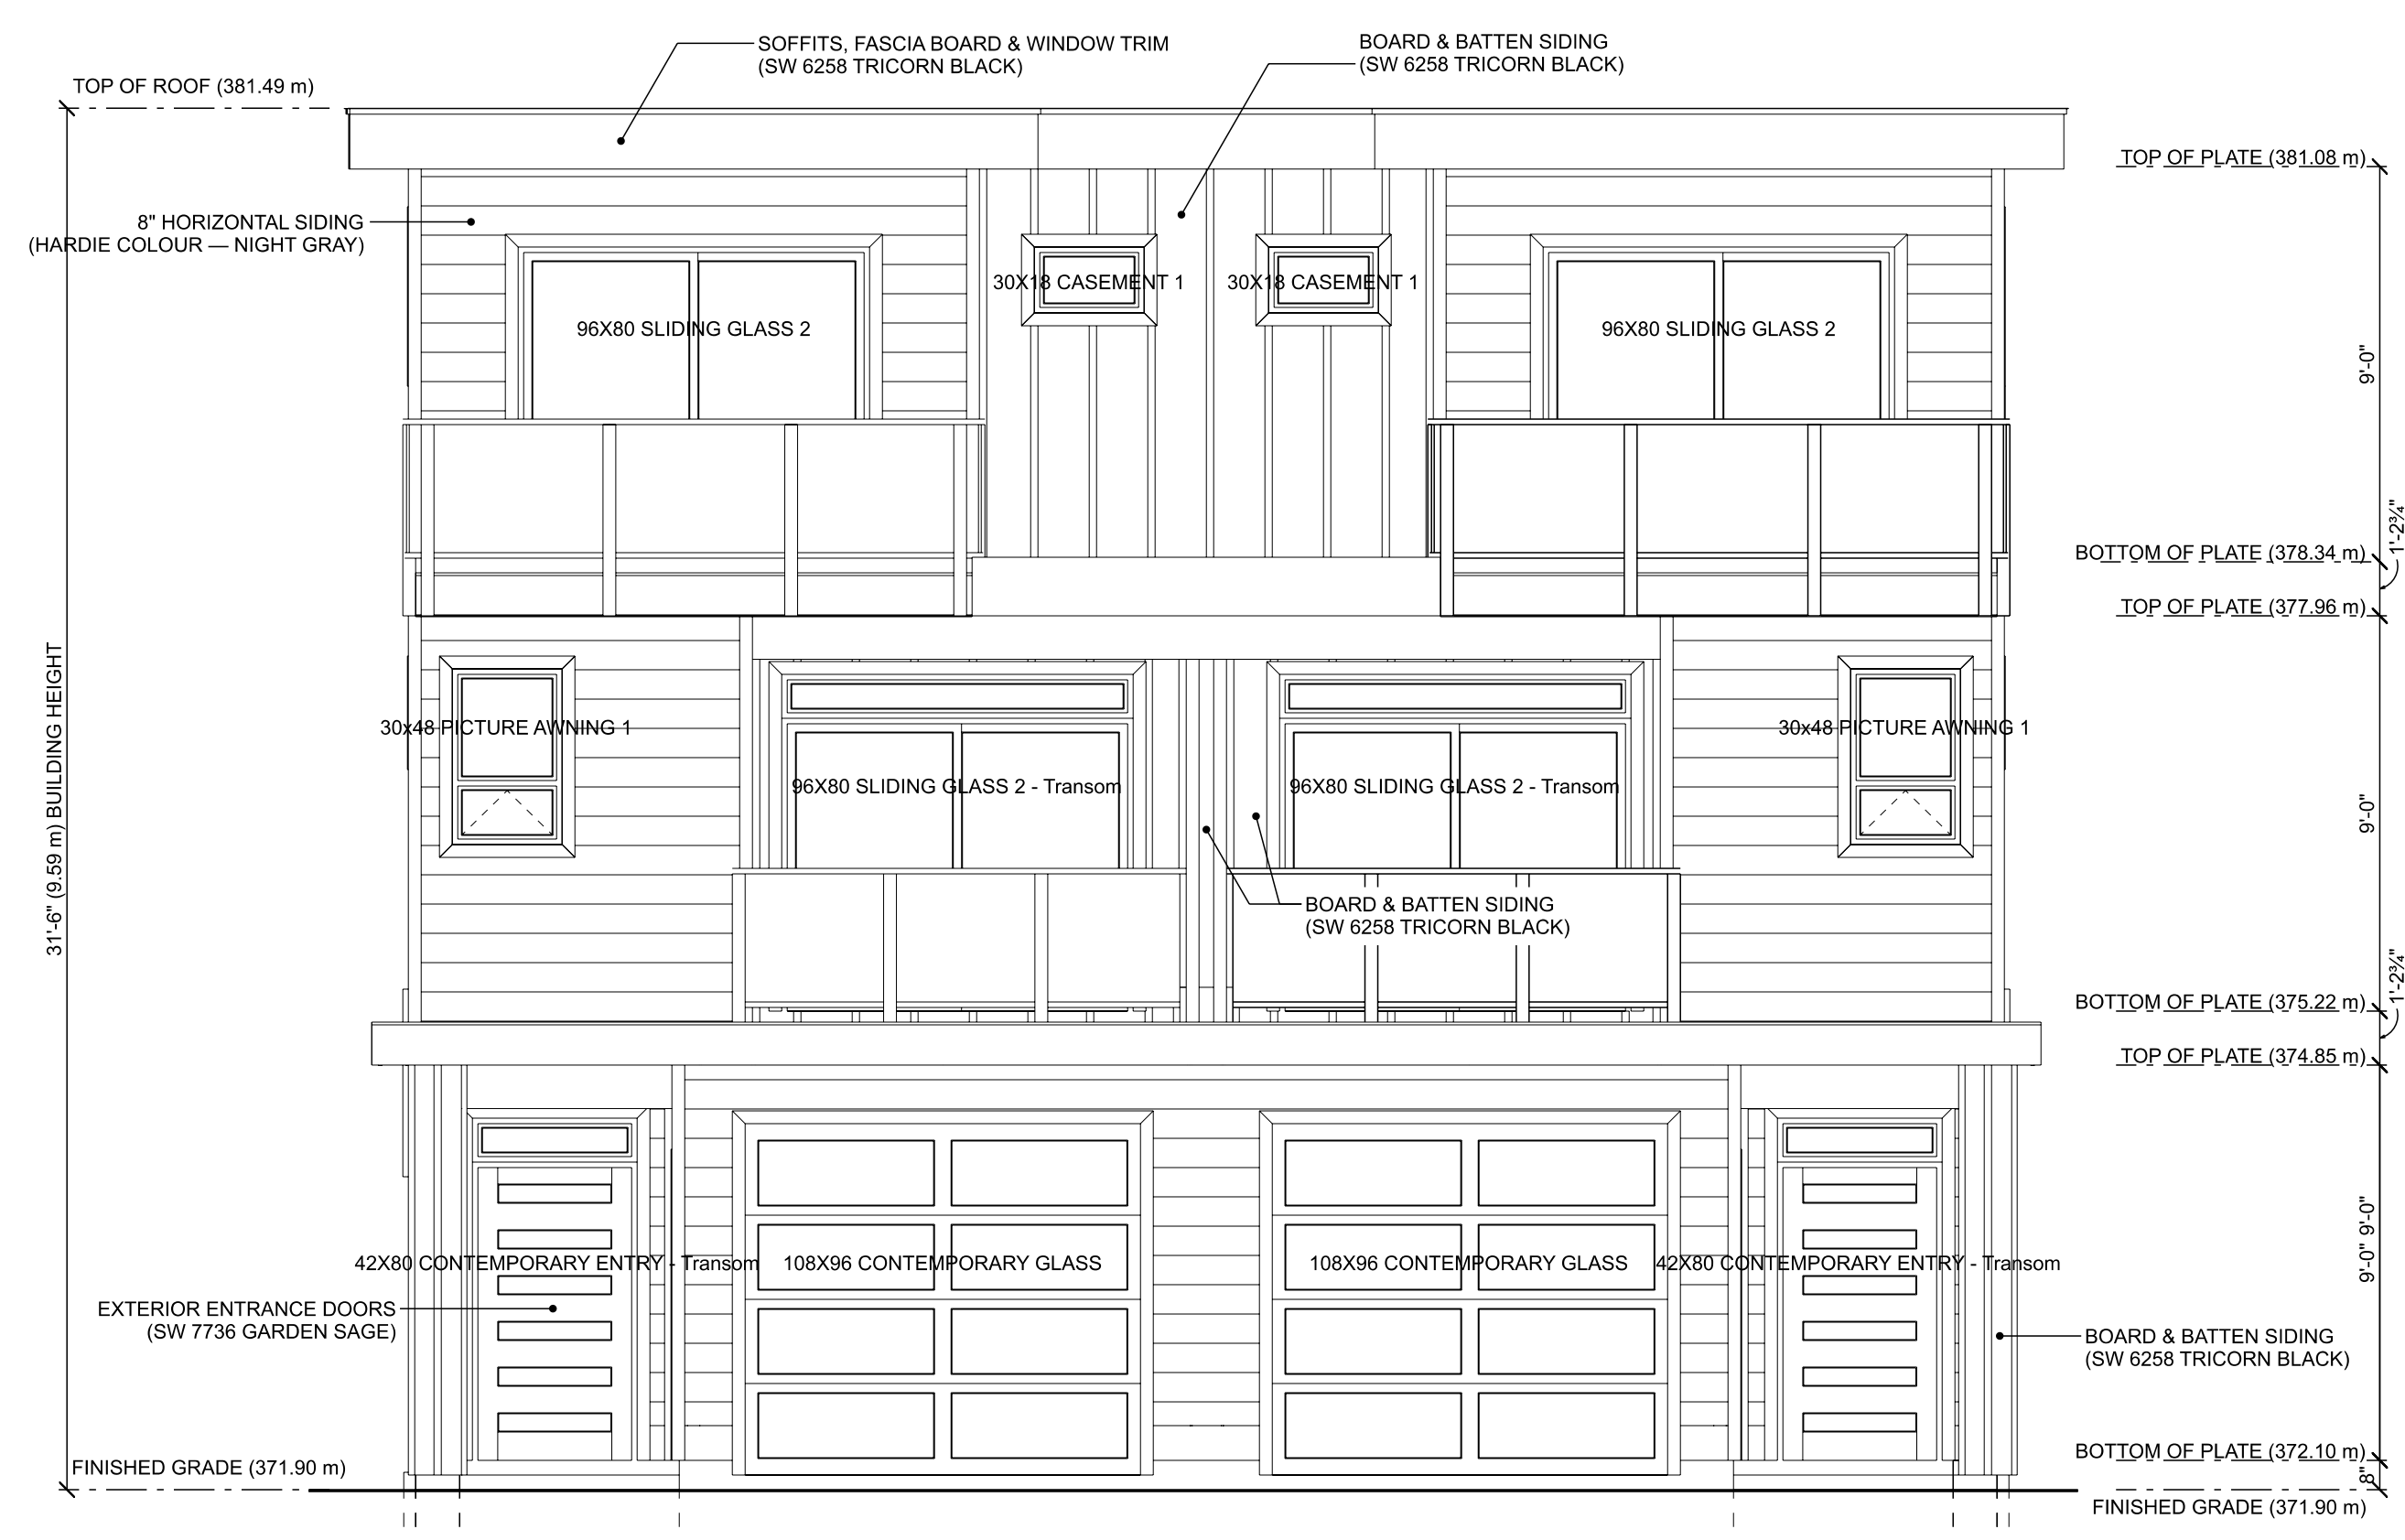 SOFFITS, FASCIA BOARD & WINDOW TRIM
(SW 6258 TRICORN BLACK)
BOARD & BATTEN SIDING
(SW 6258 TRICORN BLACK)
TOP OF ROOF (381.49 m)
TOP OF PLATE (381.08 m)
8" HORIZONTAL SIDING
(HARDIE COLOUR — NIGHT GRAY)
30X18 CASEMENT 1
30X18 CASEMENT 1
96X80 SLIDING GLASS 2
96X80 SLIDING GLASS 2
9'-0"
1'-2¾"
BOTTOM OF PLATE (378.34 m)
TOP OF PLATE (377.96 m)
31'-6" (9.59 m) BUILDING HEIGHT
30x48 PICTURE AWNING 1
30x48 PICTURE AWNING 1
96X80 SLIDING GLASS 2 - Transom
96X80 SLIDING GLASS 2 - Transom
9'-0"
BOARD & BATTEN SIDING
(SW 6258 TRICORN BLACK)
1'-2¾"
BOTTOM OF PLATE (375.22 m)
TOP OF PLATE (374.85 m)
9'-0" 9'-0"
42X80 CONTEMPORARY ENTRY - Transom
108X96 CONTEMPORARY GLASS
108X96 CONTEMPORARY GLASS
42X80 CONTEMPORARY ENTRY - Transom
EXTERIOR ENTRANCE DOORS
(SW 7736 GARDEN SAGE)
BOARD & BATTEN SIDING
(SW 6258 TRICORN BLACK)
BOTTOM OF PLATE (372.10 m)
FINISHED GRADE (371.90 m)
8"
FINISHED GRADE (371.90 m)